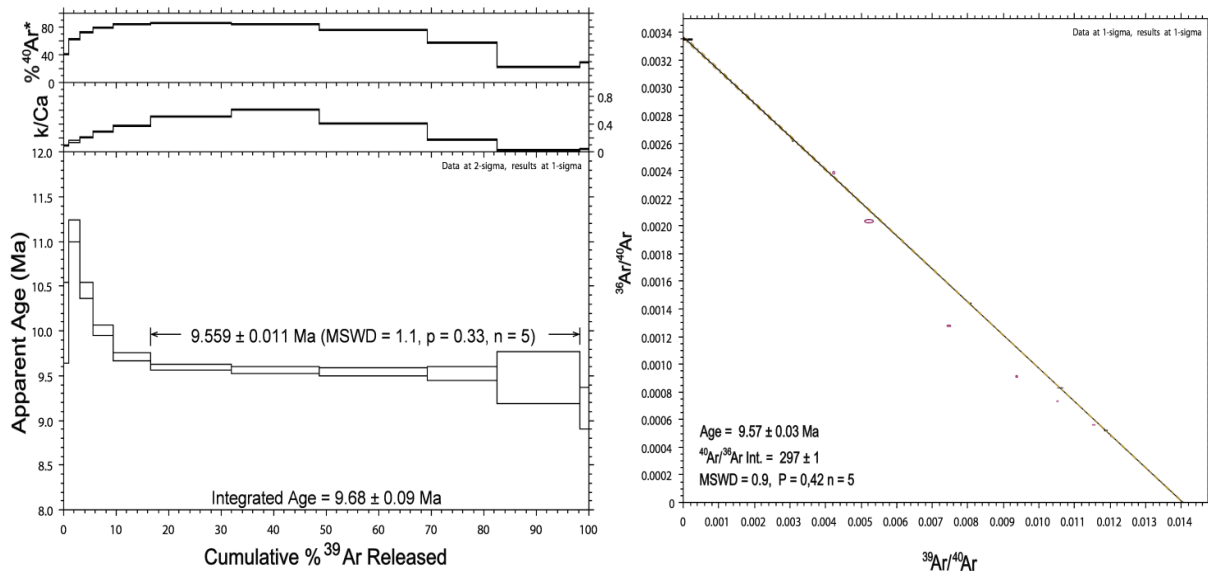 % ⁴⁰Ar*
80
40
0
k/Ca
0.8
0.4
0
Data at 2-sigma, results at 1-sigma
Apparent Age (Ma)
12.0
11.5
11.0
10.5
10.0
9.5
9.0
8.5
8.0
9.559 ± 0.011 Ma (MSWD = 1.1, p = 0.33, n = 5)
Integrated Age = 9.68 ± 0.09 Ma
0 10 20 30 40 50 60 70 80 90 100
Cumulative % ³⁹Ar Released
Data at 1-sigma, results at 1-sigma
³⁶Ar/⁴⁰Ar
0.0034
0.0032
0.0030
0.0028
0.0026
0.0024
0.0022
0.0020
0.0018
0.0016
0.0014
0.0012
0.0010
0.0008
0.0006
0.0004
0.0002
0
Age = 9.57 ± 0.03 Ma
⁴⁰Ar/³⁶Ar Int. = 297 ± 1
MSWD = 0.9, P = 0,42 n = 5
0 0.001 0.002 0.003 0.004 0.005 0.006 0.007 0.008 0.009 0.010 0.011 0.012 0.013 0.014
³⁹Ar/⁴⁰Ar